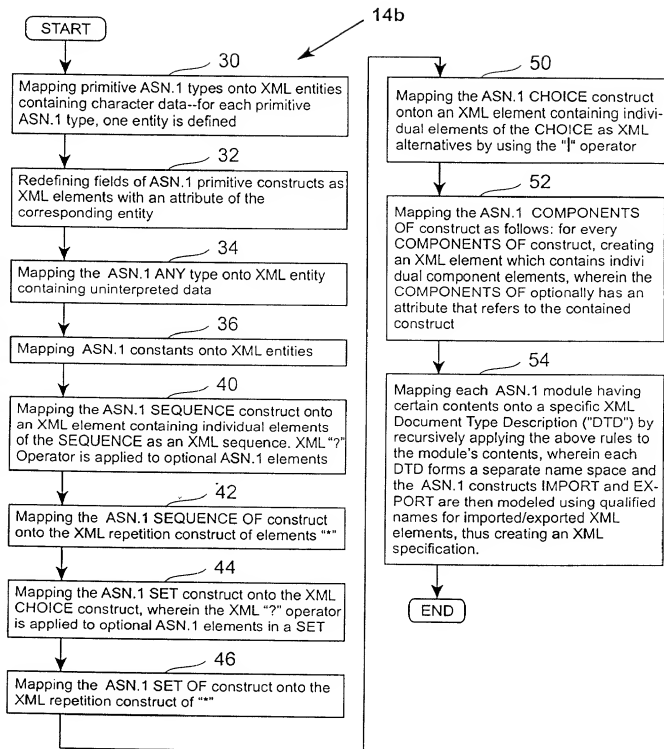 START
14b
30
Mapping primitive ASN.1 types onto XML entities
containing character data--for each primitive
ASN.1 type, one entity is defined
32
Redefining fields of ASN.1 primitive constructs as
XML elements with an attribute of the
corresponding entity
34
Mapping the ASN.1 ANY type onto XML entity
containing uninterpreted data
36
Mapping ASN.1 constants onto XML entities
40
Mapping the ASN.1 SEQUENCE construct onto
an XML element containing individual elements
of the SEQUENCE as an XML sequence. XML "?"
Operator is applied to optional ASN.1 elements
42
Mapping the ASN.1 SEQUENCE OF construct
onto the XML repetition construct of elements "*"
44
Mapping the ASN.1 SET construct onto the XML
CHOICE construct, wherein the XML "?" operator
is applied to optional ASN.1 elements in a SET
46
Mapping the ASN.1 SET OF construct onto the
XML repetition construct of "*"
50
Mapping the ASN.1 CHOICE construct
onton an XML element containing indivi-
dual elements of the CHOICE as XML
alternatives by using the "|" operator
52
Mapping the ASN.1 COMPONENTS
OF construct as follows: for every
COMPONENTS OF construct, creating
an XML element which contains indivi
dual component elements, wherein the
COMPONENTS OF optionally has an
attribute that refers to the contained
construct
54
Mapping each ASN.1 module having
certain contents onto a specific XML
Document Type Description ("DTD") by
recursively applying the above rules to
the module's contents, wherein each
DTD forms a separate name space and
the ASN.1 constructs IMPORT and EX-
PORT are then modeled using qualified
names for imported/exported XML
elements, thus creating an XML
specification.
END